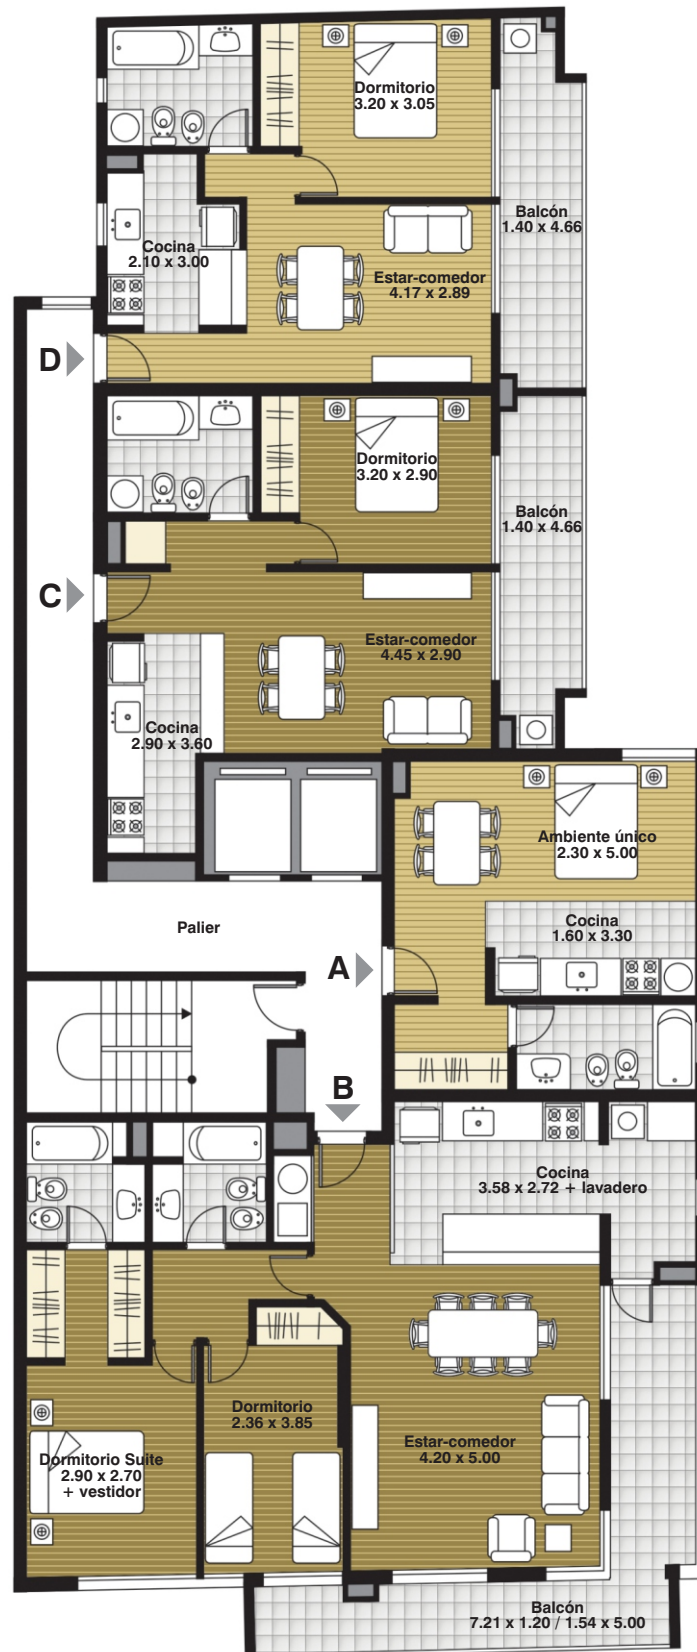 Dormitorio
3.20 x 3.05
Balcón
1.40 x 4.66
Cocina
2.10 x 3.00
Estar-comedor
4.17 x 2.89
D
Dormitorio
3.20 x 2.90
Balcón
1.40 x 4.66
C
Estar-comedor
4.45 x 2.90
Cocina
2.90 x 3.60
Ambiente único
2.30 x 5.00
Cocina
1.60 x 3.30
Palier
A
B
Cocina
3.58 x 2.72 + lavadero
Dormitorio
2.36 x 3.85
Estar-comedor
4.20 x 5.00
Dormitorio Suite
2.90 x 2.70
+ vestidor
Balcón
7.21 x 1.20 / 1.54 x 5.00